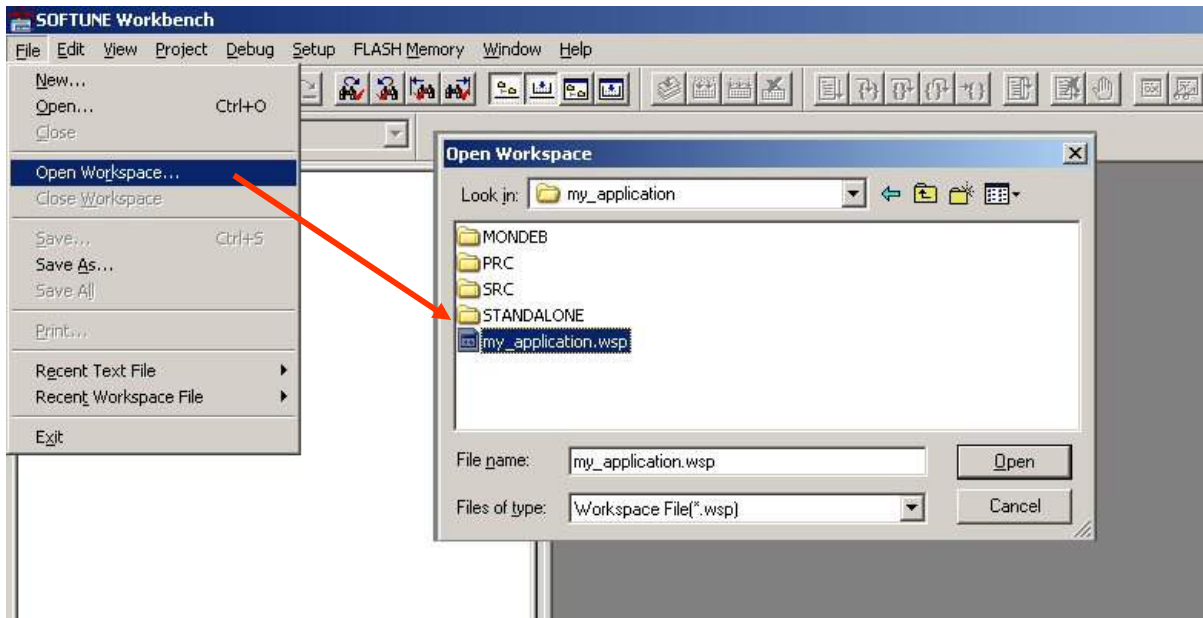 SOFTUNE Workbench
File Edit View Project Debug Setup FLASH Memory Window Help
New...
Open... Ctrl+O
Close
Open Workspace...
Close Workspace
Save... Ctrl+S
Save As...
Save All
Print...
Recent Text File
Recent Workspace File
Exit
Open Workspace
Look in: my_application
MONDEB
PRC
SRC
STANDALONE
my_application.wsp
File name: my_application.wsp Open
Files of type: Workspace File(*.wsp) Cancel